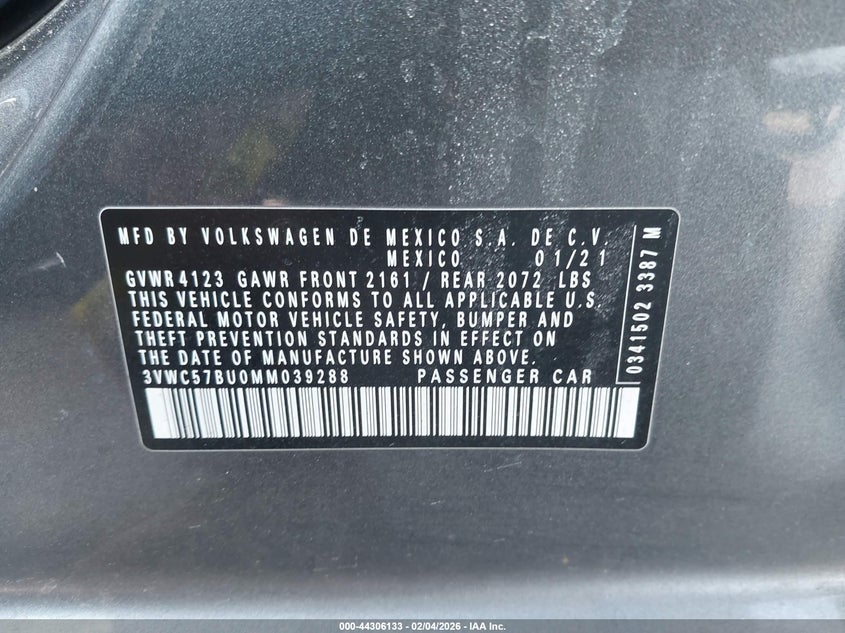 MFD BY VOLKSWAGEN DE MEXICO S.A. DE C.V.
MEXICO 01/21
GVWR 4123 GAWR FRONT 2161 / REAR 2072 LBS
THIS VEHICLE CONFORMS TO ALL APPLICABLE U.S.
FEDERAL MOTOR VEHICLE SAFETY, BUMPER AND
THEFT PREVENTION STANDARDS IN EFFECT ON
THE DATE OF MANUFACTURE SHOWN ABOVE.
3VWC57BU0MM039288 PASSENGER CAR
0341502 3387 M
000-44306133 - 02/04/2026 - IAA Inc.